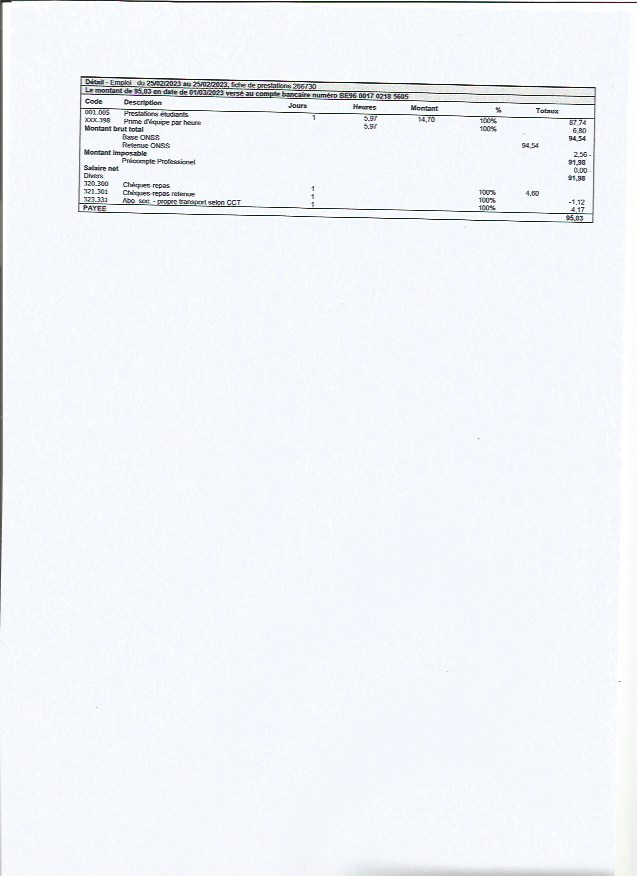 Détail - Emploi du 25/02/2023 au 25/02/2023, fiche de prestations 266730
Le montant de 95,03 en date de 01/03/2023 versé au compte bancaire numéro BE96 0017 0218 5605
Code Description Jours Heures Montant % Totaux
001.005 Prestations étudiants 1 5,97 14,70 100% 87,74
XXX.398 Prime d'équipe par heure 5,97 100% 6,80
Montant brut total 94,54
Base ONSS 94,54
Retenue ONSS 2,56-
Montant imposable 91,98
Précompte Professionel 0,00-
Salaire net 91,98
Divers
320.300 Chèques-repas 1 100% 4,60
321.301 Chèques-repas retenue 1 100% -1,12
323.331 Abo. soc. - propre transport selon CCT 1 100% 4,17
PAYEE 95,03